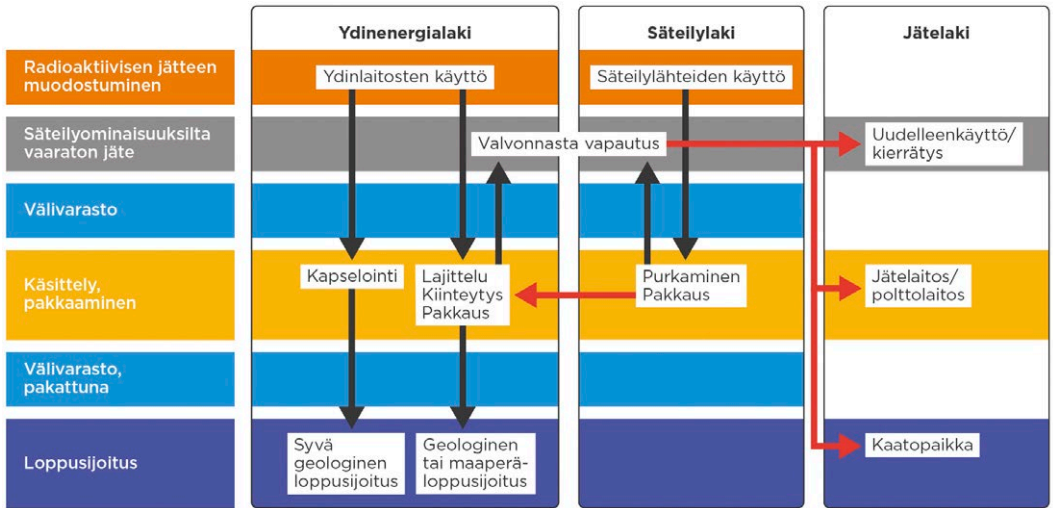 Ydinenergialaki
Säteilylaki
Jätelaki
Radioaktiivisen jätteen
muodostuminen
Ydinlaitosten käyttö
Säteilylähteiden käyttö
Säteilyominaisuuksilta
vaaraton jäte
Valvonnasta vapautus
Uudelleenkäyttö/
kierrätys
Välivarasto
Käsittely,
pakkaaminen
Kapselointi
Lajittelu
Kiinteytys
Pakkaus
Purkaminen
Pakkaus
Jätelaitos/
polttolaitos
Välivarasto,
pakattuna
Loppusijoitus
Syvä
geologinen
loppusijoitus
Geologinen
tai maaperä-
loppusijoitus
Kaatopaikka